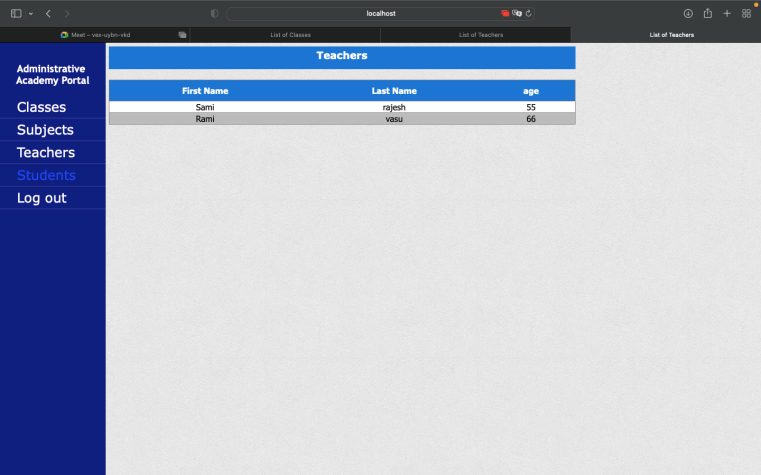 localhost
Meet – ves-uybn-vkd
List of Classes
List of Teachers
List of Teachers
Administrative
Academy Portal
Classes
Subjects
Teachers
Students
Log out
Teachers
First Name Last Name age
Sami rajesh 55
Rami vasu 66